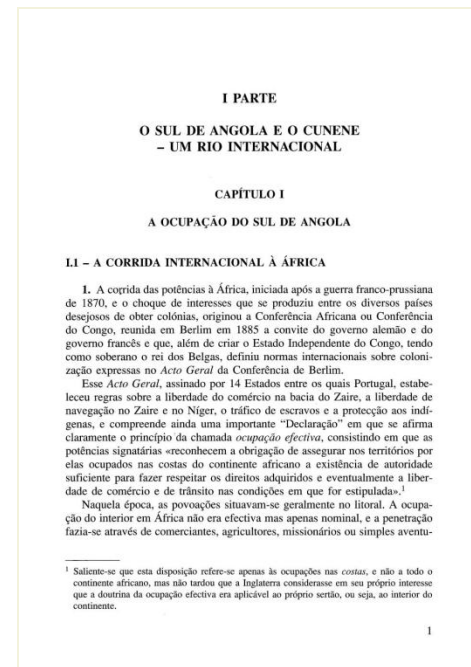 I PARTE
O SUL DE ANGOLA E O CUNENE
– UM RIO INTERNACIONAL
CAPÍTULO I
A OCUPAÇÃO DO SUL DE ANGOLA
I.1 – A CORRIDA INTERNACIONAL À ÁFRICA
1. A corrida das potências à África, iniciada após a guerra franco-prussiana
de 1870, e o choque de interesses que se produziu entre os diversos países
desejosos de obter colónias, originou a Conferência Africana ou Conferência
do Congo, reunida em Berlim em 1885 a convite do governo alemão e do
governo francês e que, além de criar o Estado Independente do Congo, tendo
como soberano o rei dos Belgas, definiu normas internacionais sobre coloni-
zação expressas no Acto Geral da Conferência de Berlim.
Esse Acto Geral, assinado por 14 Estados entre os quais Portugal, estabe-
leceu regras sobre a liberdade do comércio na bacia do Zaire, a liberdade de
navegação no Zaire e no Níger, o tráfico de escravos e a protecção aos indí-
genas, e compreende ainda uma importante “Declaração” em que se afirma
claramente o princípio da chamada ocupação efectiva, consistindo em que as
potências signatárias «reconhecem a obrigação de assegurar nos territórios por
elas ocupados nas costas do continente africano a existência de autoridade
suficiente para fazer respeitar os direitos adquiridos e eventualmente a liber-
dade de comércio e de trânsito nas condições em que for estipulada».1
Naquela época, as povoações situavam-se geralmente no litoral. A ocupa-
ção do interior em África não era efectiva mas apenas nominal, e a penetração
fazia-se através de comerciantes, agricultores, missionários ou simples aventu-
1 Saliente-se que esta disposição refere-se apenas às ocupações nas costas, e não a todo o
continente africano, mas não tardou que a Inglaterra considerasse em seu próprio interesse
que a doutrina da ocupação efectiva era aplicável ao próprio sertão, ou seja, ao interior do
continente.
1